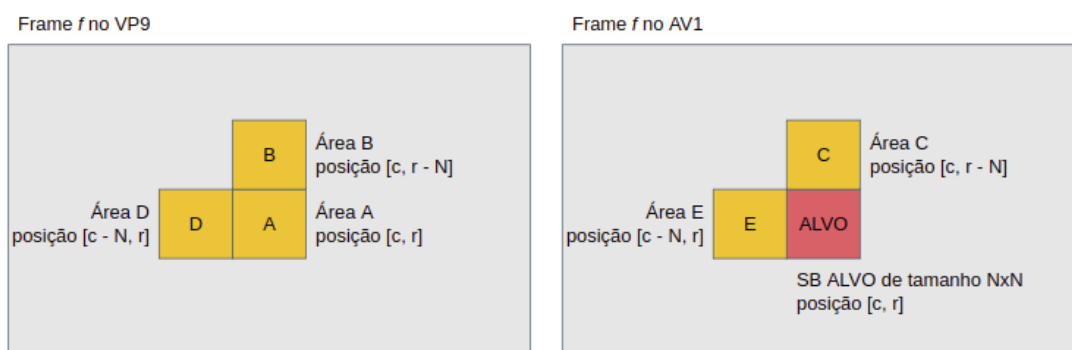 Frame f no VP9
B
Área B
posição [c, r - N]
Área D
posição [c - N, r]
D
A
Área A
posição [c, r]
Frame f no AV1
C
Área C
posição [c, r - N]
Área E
posição [c - N, r]
E
ALVO
SB ALVO de tamanho NxN
posição [c, r]